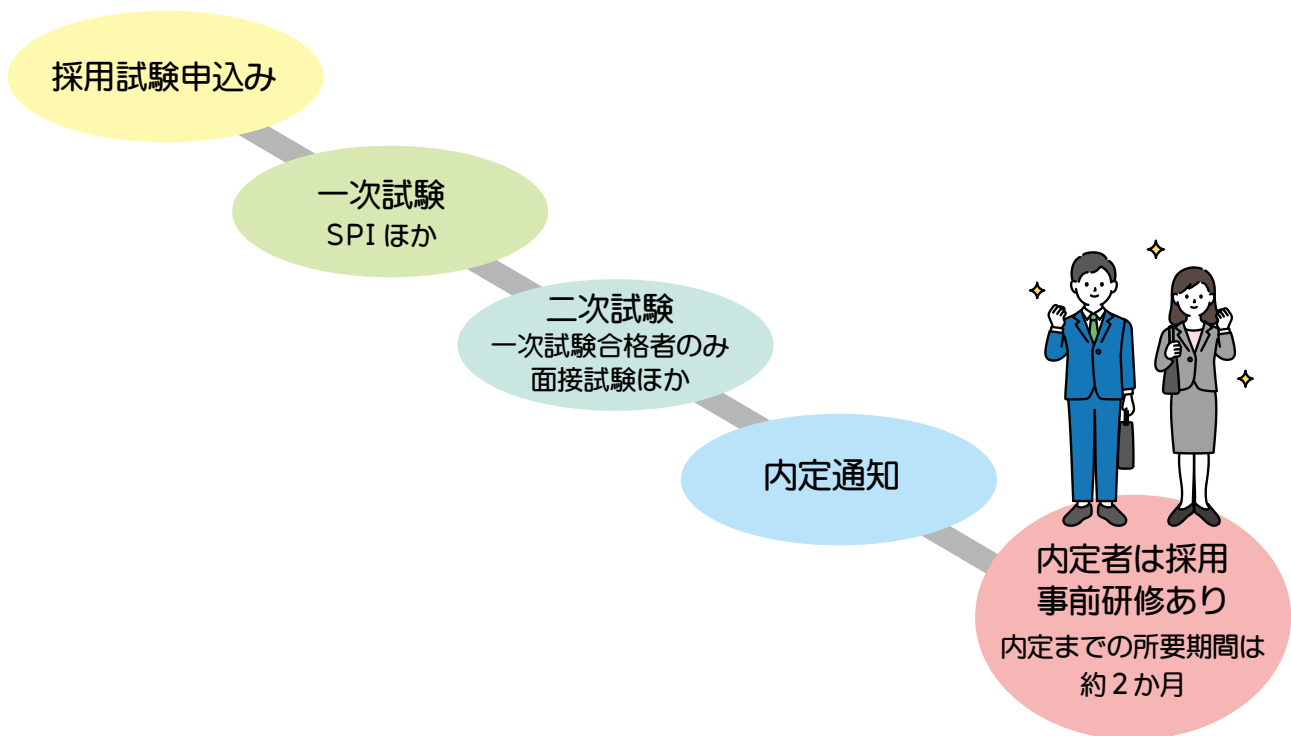 採用試験申込み
一次試験
SPI ほか
二次試験
一次試験合格者のみ
面接試験ほか
内定通知
内定者は採用
事前研修あり
内定までの所要期間は
約２か月